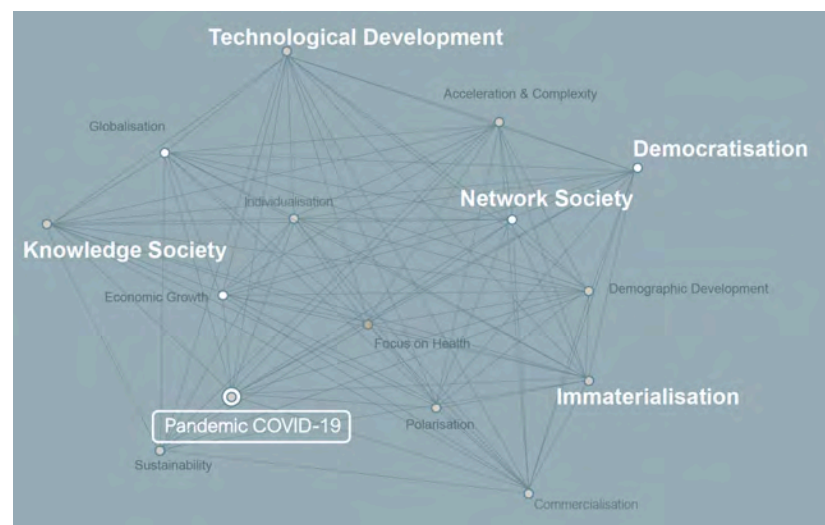 Technological Development
Acceleration & Complexity
Globalisation
Democratisation
Individualisation
Network Society
Knowledge Society
Economic Growth
Demographic Development
Focus on Health
Immaterialisation
Pandemic COVID-19
Polarisation
Sustainability
Commercialisation